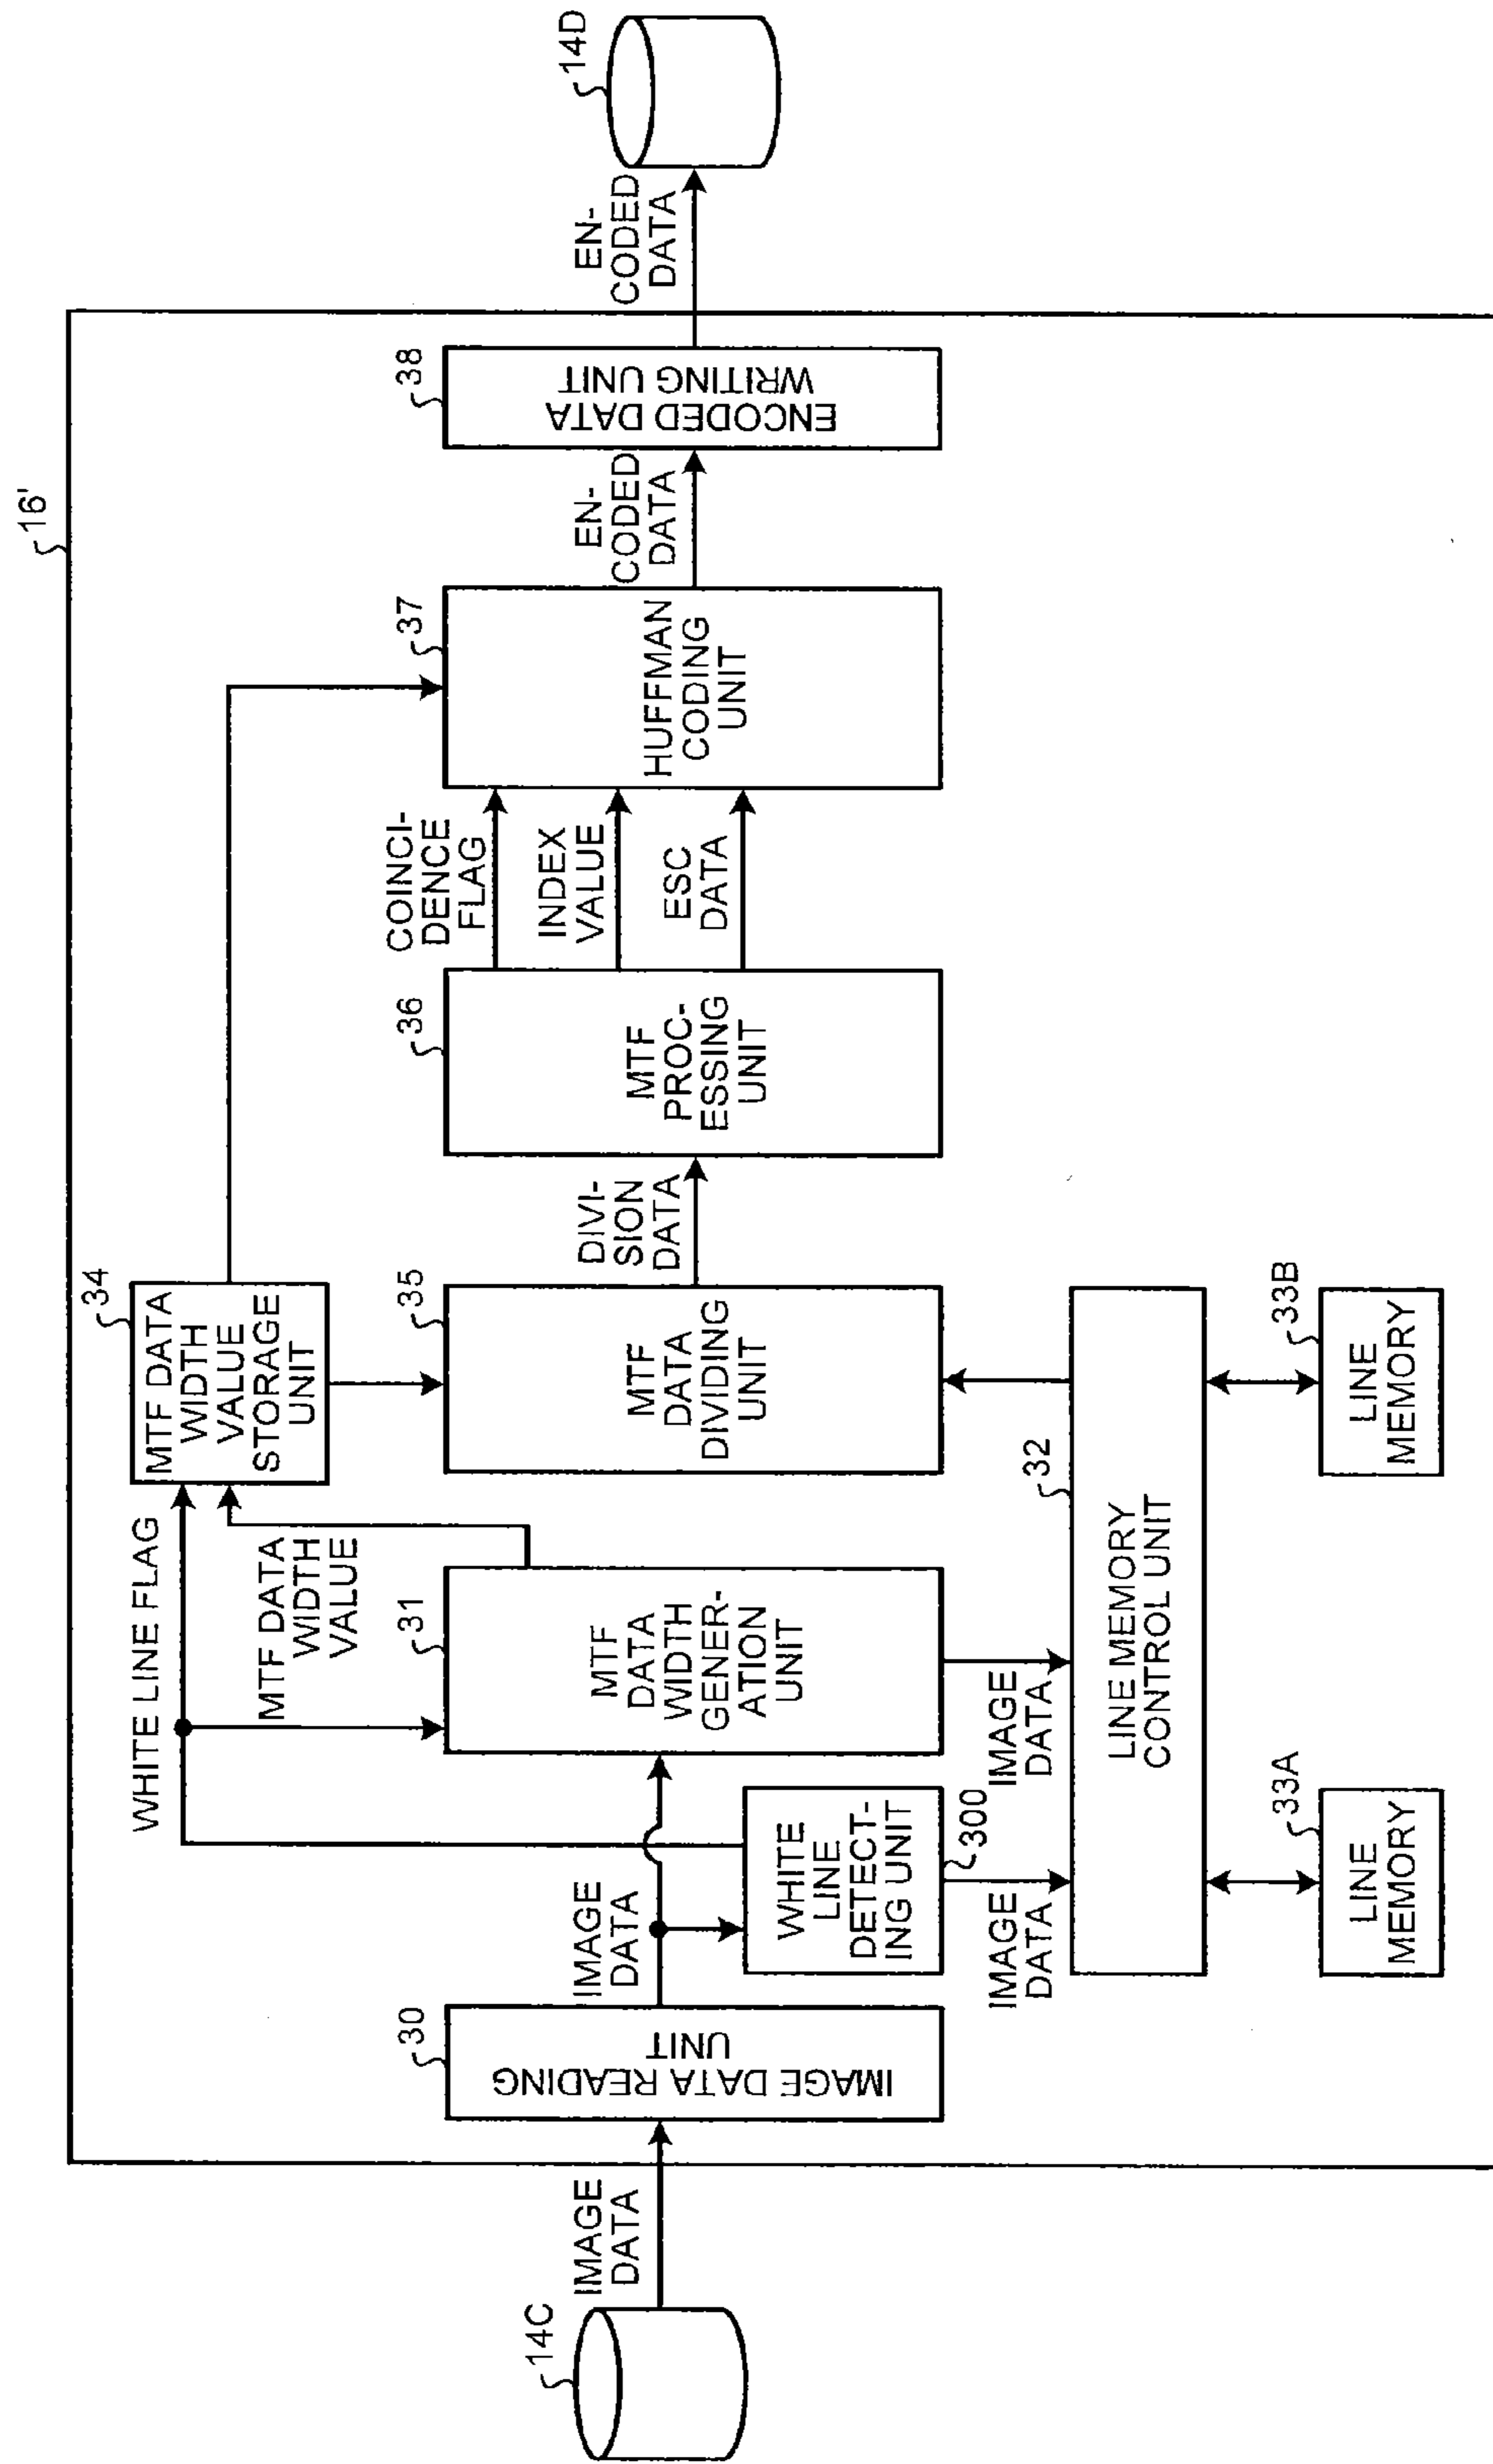 16'
14C
IMAGE
DATA
30
IMAGE DATA READING
UNIT
IMAGE
DATA
WHITE
LINE
DETECT-
ING UNIT
300
WHITE LINE FLAG
MTF DATA
WIDTH
VALUE
31
MTF
DATA
WIDTH
GENER-
ATION
UNIT
IMAGE
DATA
IMAGE
DATA
32
LINE MEMORY
CONTROL UNIT
33A
LINE
MEMORY
33B
LINE
MEMORY
34
MTF DATA
WIDTH
VALUE
STORAGE
UNIT
35
MTF
DATA
DIVIDING
UNIT
DIVI-
SION
DATA
36
MTF
PROC-
ESSING
UNIT
COINCI-
DENCE
FLAG
INDEX
VALUE
ESC
DATA
37
HUFFMAN
CODING
UNIT
EN-
CODED
DATA
38
ENCODED DATA
WRITING UNIT
EN-
CODED
DATA
14D